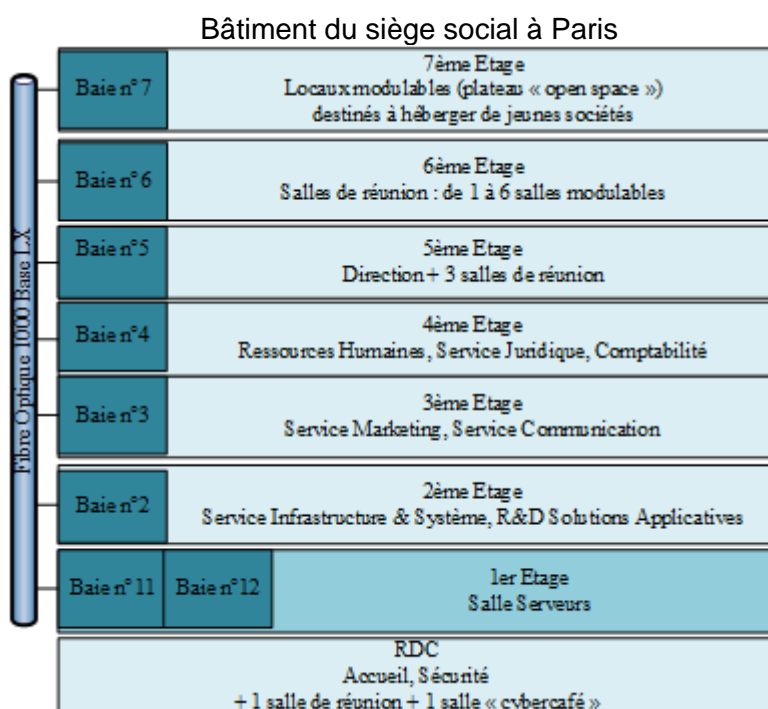 Bâtiment du siège social à Paris
Fibre Optique 1000 Base LX
Baie n°7
7ème Etage
Locaux modulables (plateau « open space »)
destinés à héberger de jeunes sociétés
Baie n°6
6ème Etage
Salles de réunion : de 1 à 6 salles modulables
Baie n°5
5ème Etage
Direction + 3 salles de réunion
Baie n°4
4ème Etage
Ressources Humaines, Service Juridique, Comptabilité
Baie n°3
3ème Etage
Service Marketing, Service Communication
Baie n°2
2ème Etage
Service Infrastructure & Système, R&D Solutions Applicatives
Baie n°11
Baie n°12
1er Etage
Salle Serveurs
RDC
Accueil, Sécurité
+ 1 salle de réunion + 1 salle « cybercafé »